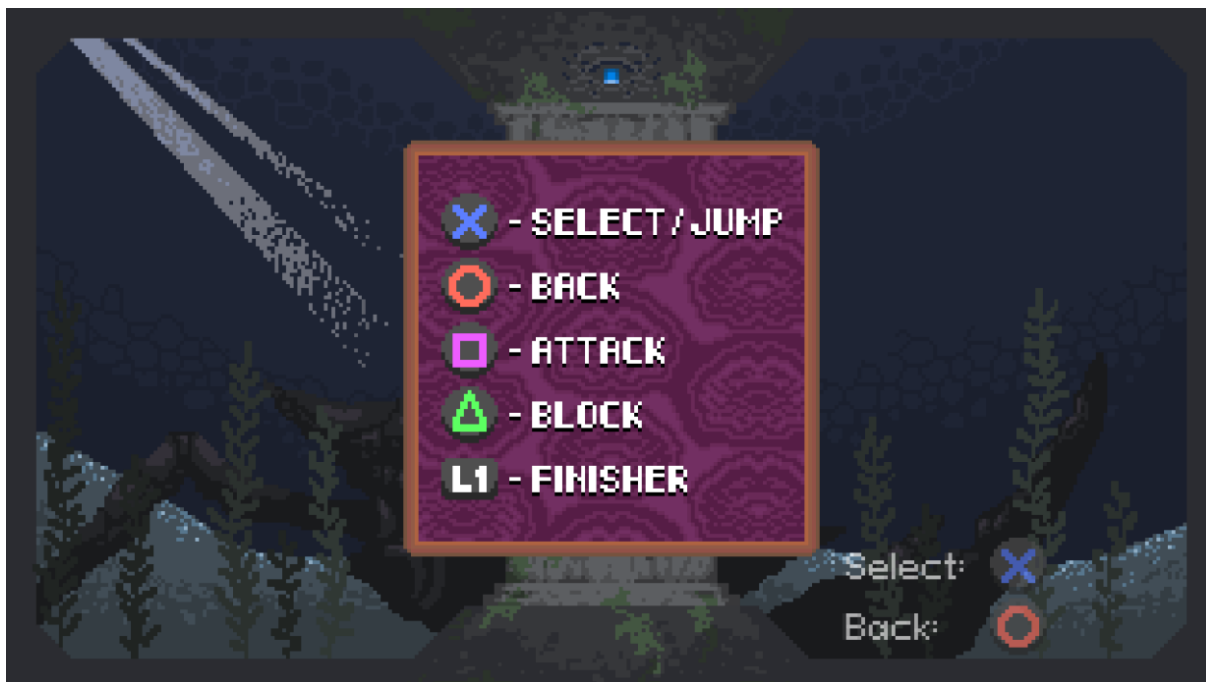 - SELECT/JUMP
- BACK
- ATTACK
- BLOCK
L1 - FINISHER
Select:
Back: